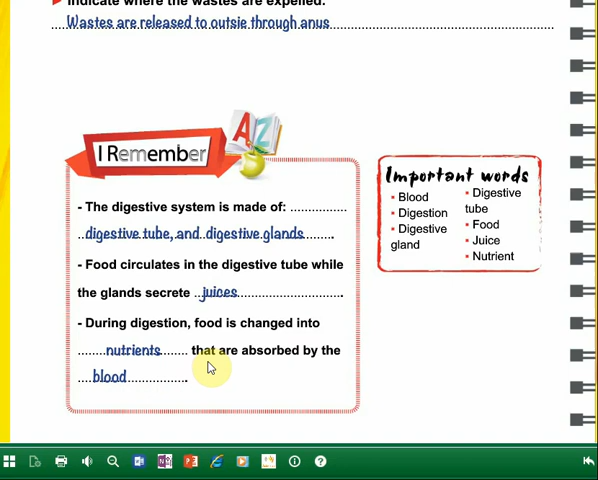 Indicate where the wastes are expelled.
Wastes are released to outsie through anus
A Z
I Remember
- The digestive system is made of: ................
..digestive tube, and digestive glands........
- Food circulates in the digestive tube while
the glands secrete ..juices............................
- During digestion, food is changed into
........nutrients........ that are absorbed by the
....blood.................
Important words
• Blood
• Digestion
• Digestive
gland
• Digestive
tube
• Food
• Juice
• Nutrient